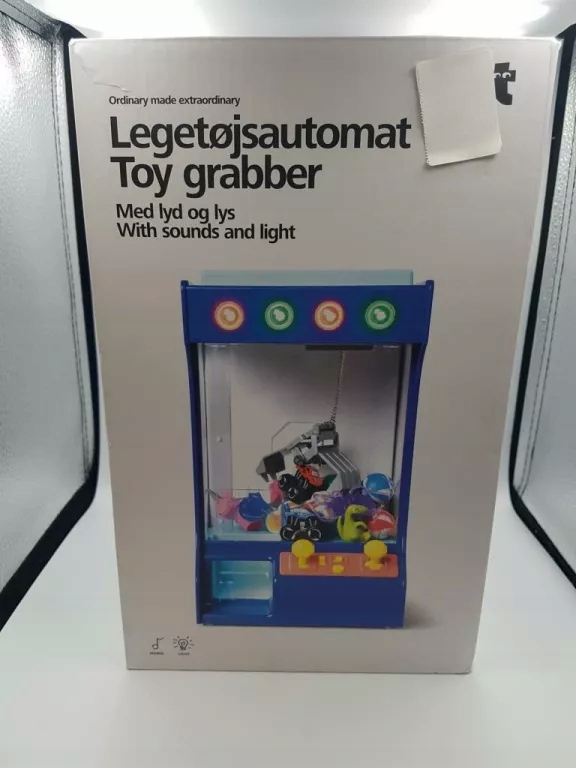 Ordinary made extraordinary
Legetøjsautomat
Toy grabber
Med lyd og lys
With sounds and light